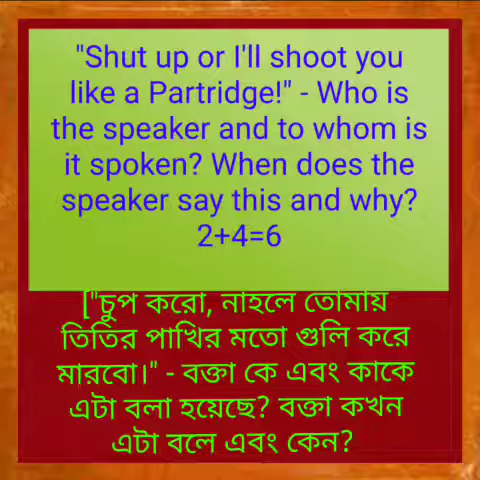 "Shut up or I'll shoot you
like a Partridge!" - Who is
the speaker and to whom is
it spoken? When does the
speaker say this and why?
2+4=6
["চুপ করো, নাহলে তোমায়
তিতির পাখির মতো গুলি করে
মারবো।" - বক্তা কে এবং কাকে
এটা বলা হয়েছে? বক্তা কখন
এটা বলে এবং কেন?